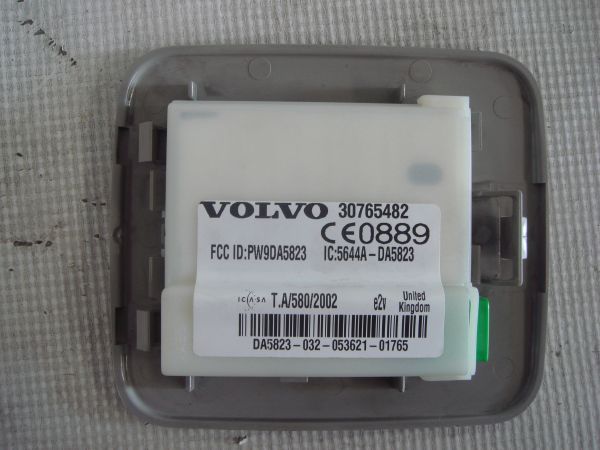 VOLVO 30765482
CE0889
FCC ID:PW9DA5823 IC:5644A-DA5823
ICASA T.A/580/2002 e2v United Kingdom
DA5823-032-053621-01765